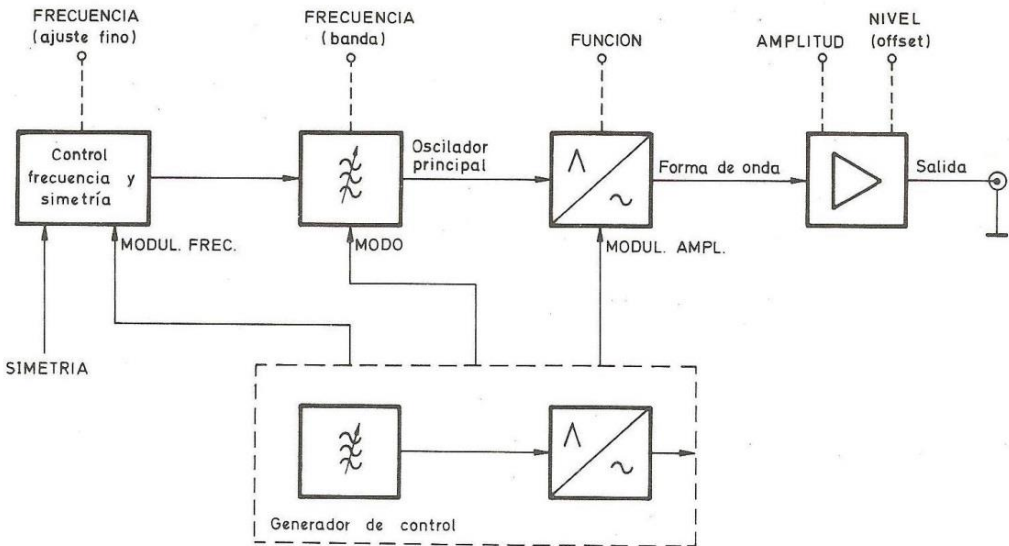 FRECUENCIA
(ajuste fino)
FRECUENCIA
(banda)
FUNCION
AMPLITUD
NIVEL
(offset)
Control
frecuencia y
simetría
Oscilador
principal
Forma de onda
Salida
MODUL. FREC.
MODO
MODUL. AMPL.
SIMETRIA
Generador de control